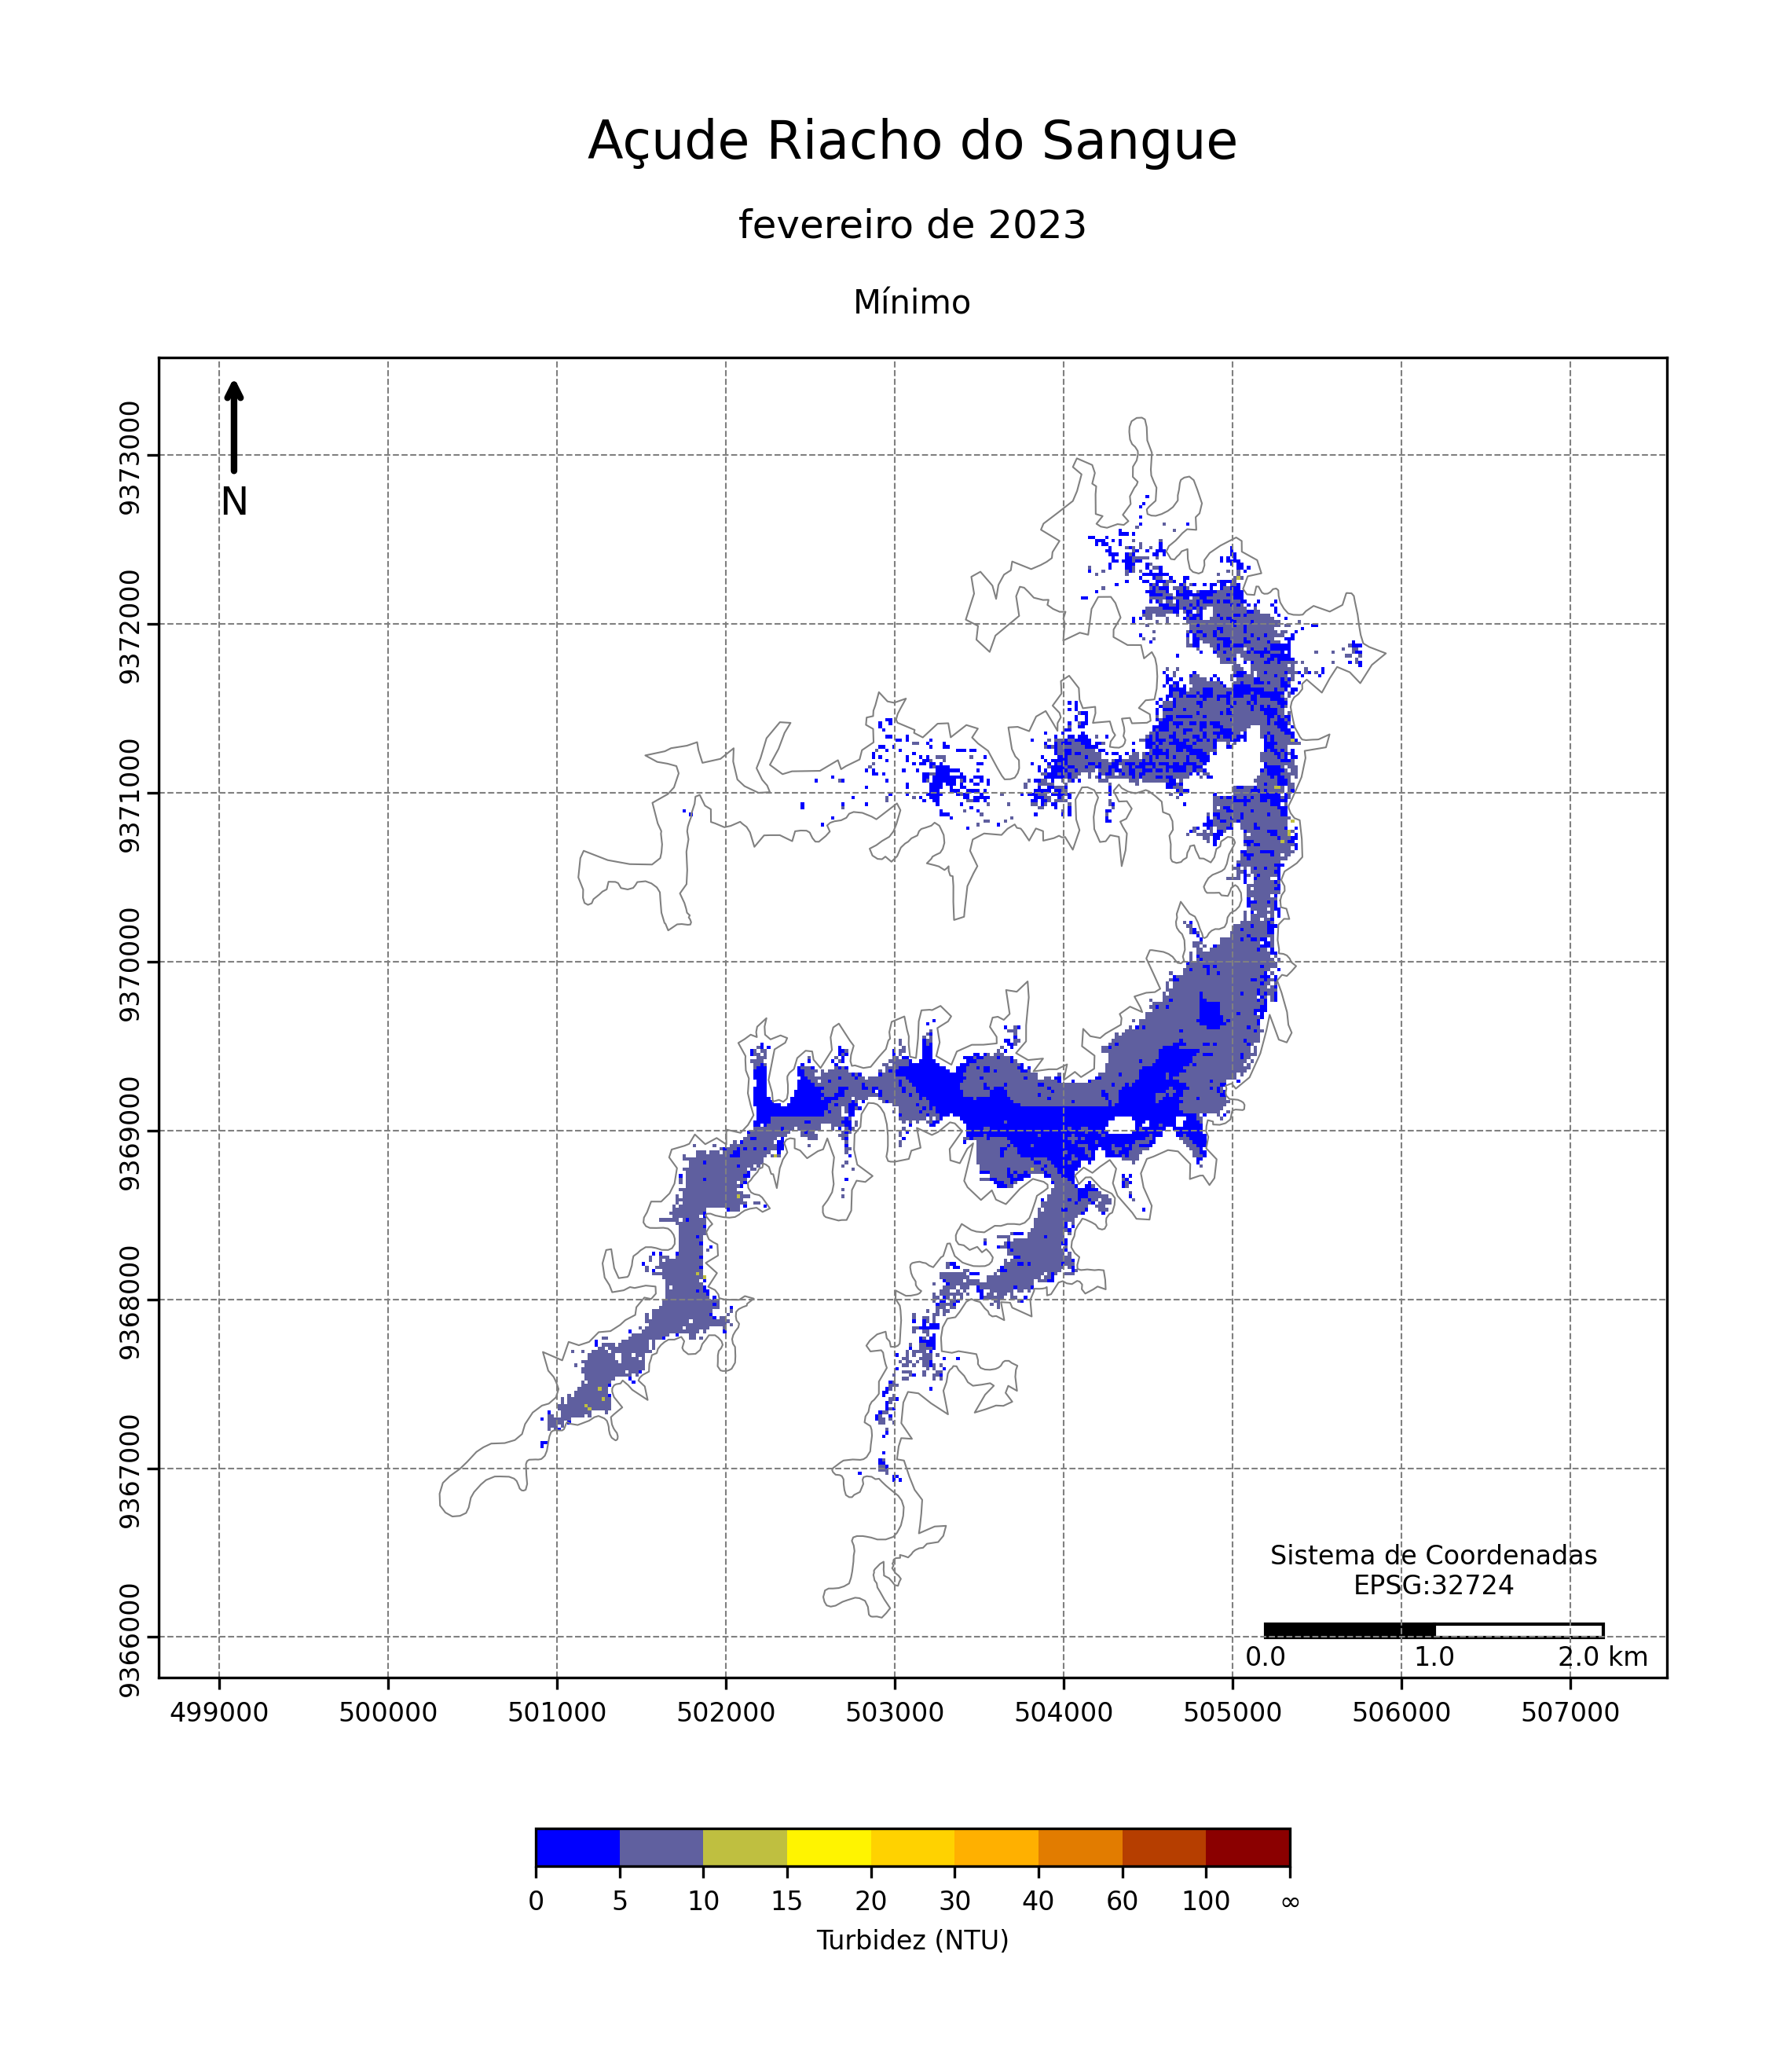 Açude Riacho do Sangue
fevereiro de 2023
Mínimo
N
9373000
9372000
9371000
9370000
9369000
9368000
9367000
9366000
Sistema de Coordenadas
EPSG:32724
0.0 1.0 2.0 km
499000 500000 501000 502000 503000 504000 505000 506000 507000
0 5 10 15 20 30 40 60 100 ∞
Turbidez (NTU)